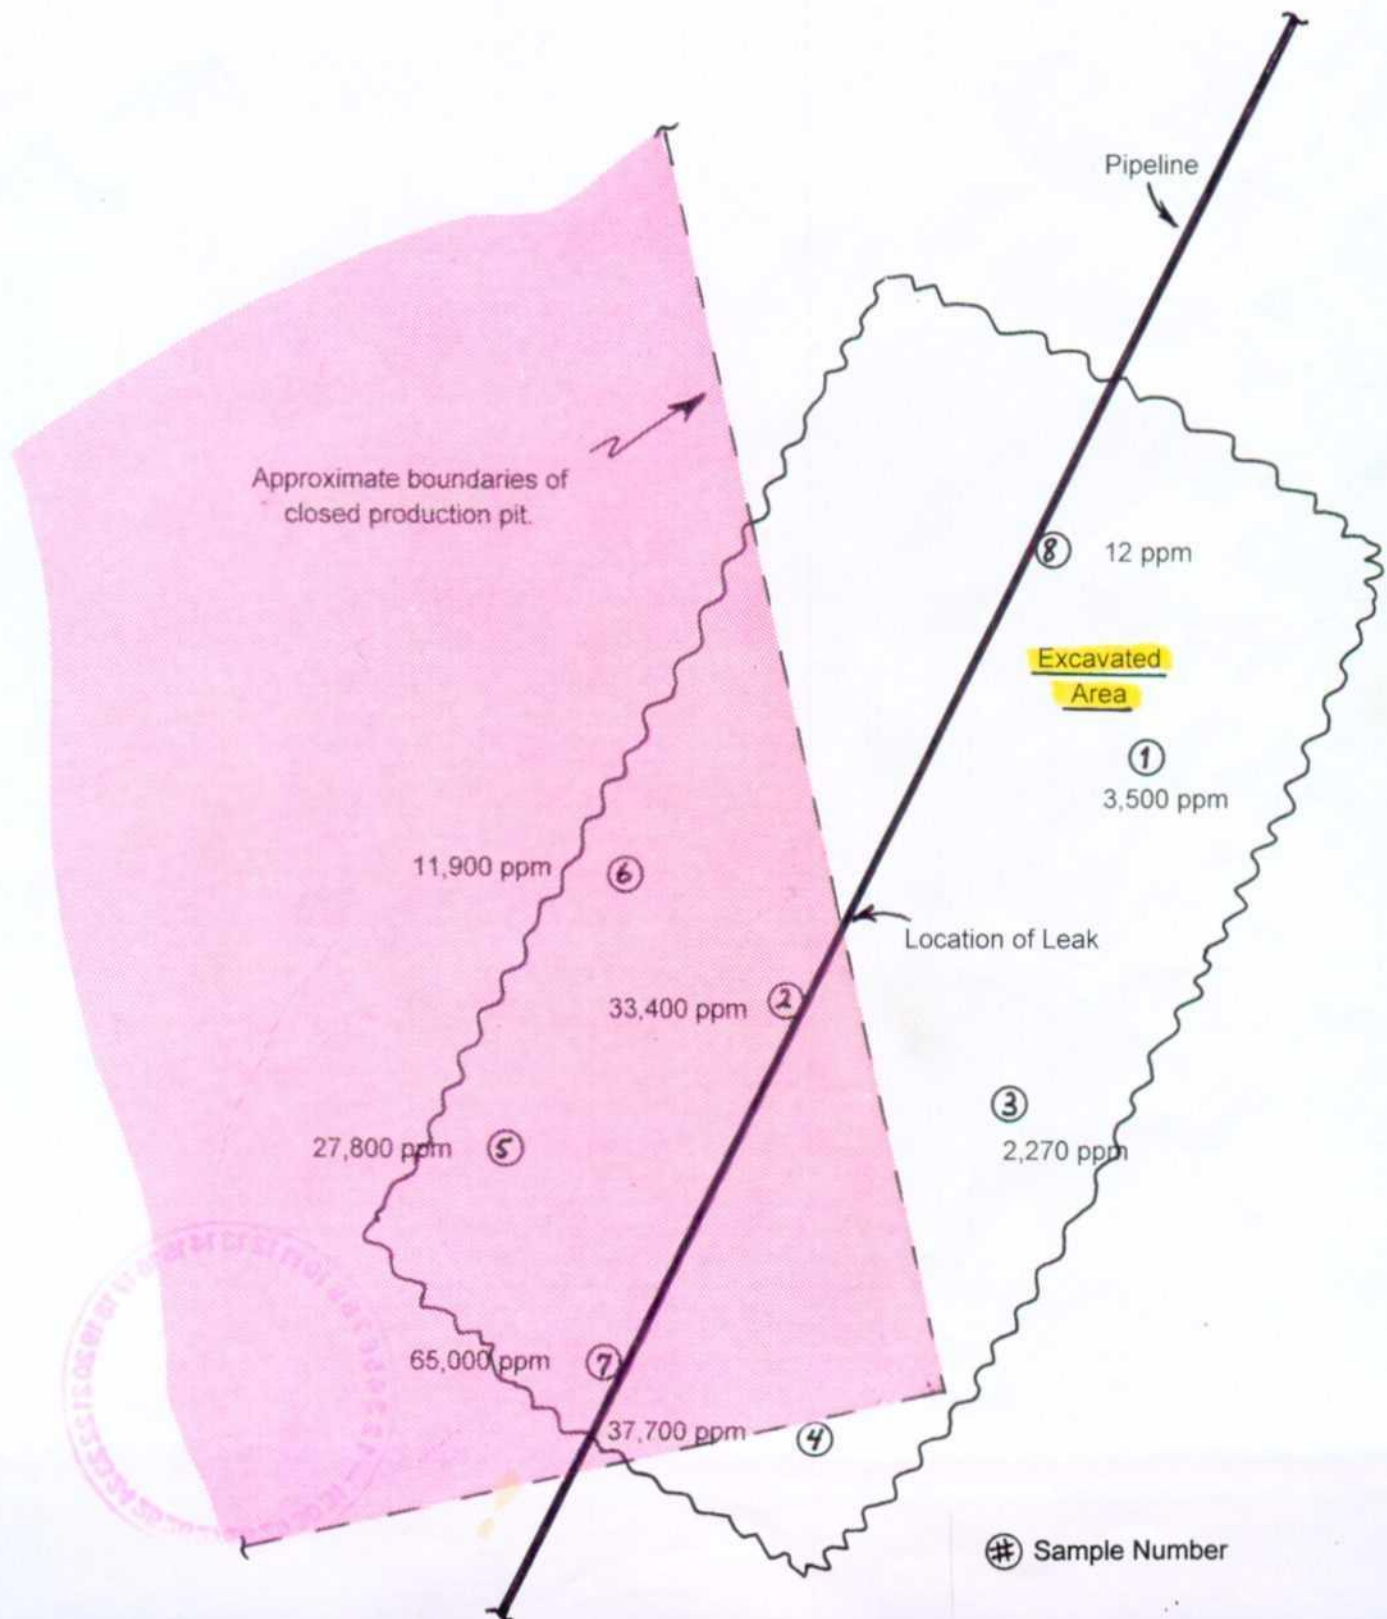 Pipeline
Approximate boundaries of
closed production pit.
8 12 ppm
Excavated
Area
1
3,500 ppm
11,900 ppm 6
Location of Leak
33,400 ppm 2
3
2,270 ppm
27,800 ppm 5
65,000 ppm 7
37,700 ppm 4
# Sample Number